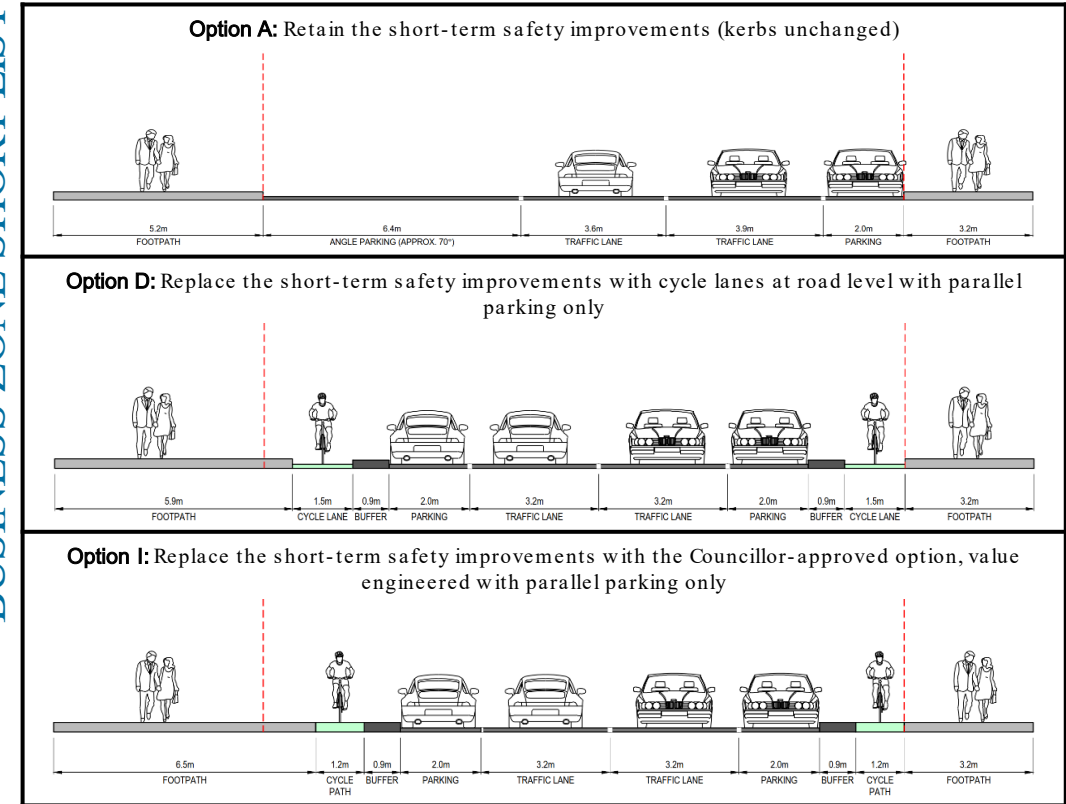 BUSINESS ZONE SHORT LIST
Option A: Retain the short-term safety improvements (kerbs unchanged)
5.2m 6.4m 3.6m 3.9m 2.0m 3.2m
FOOTPATH ANGLE PARKING (APPROX. 70°) TRAFFIC LANE TRAFFIC LANE PARKING FOOTPATH
Option D: Replace the short-term safety improvements with cycle lanes at road level with parallel
parking only
5.9m 1.5m 0.9m 2.0m 3.2m 3.2m 2.0m 0.9m 1.5m 3.2m
FOOTPATH CYCLE LANE BUFFER PARKING TRAFFIC LANE TRAFFIC LANE PARKING BUFFER CYCLE LANE FOOTPATH
Option I: Replace the short-term safety improvements with the Councillor-approved option, value
engineered with parallel parking only
6.5m 1.2m 0.9m 2.0m 3.2m 3.2m 2.0m 0.9m 1.2m 3.2m
FOOTPATH CYCLE BUFFER PARKING TRAFFIC LANE TRAFFIC LANE PARKING BUFFER CYCLE FOOTPATH
PATH PATH